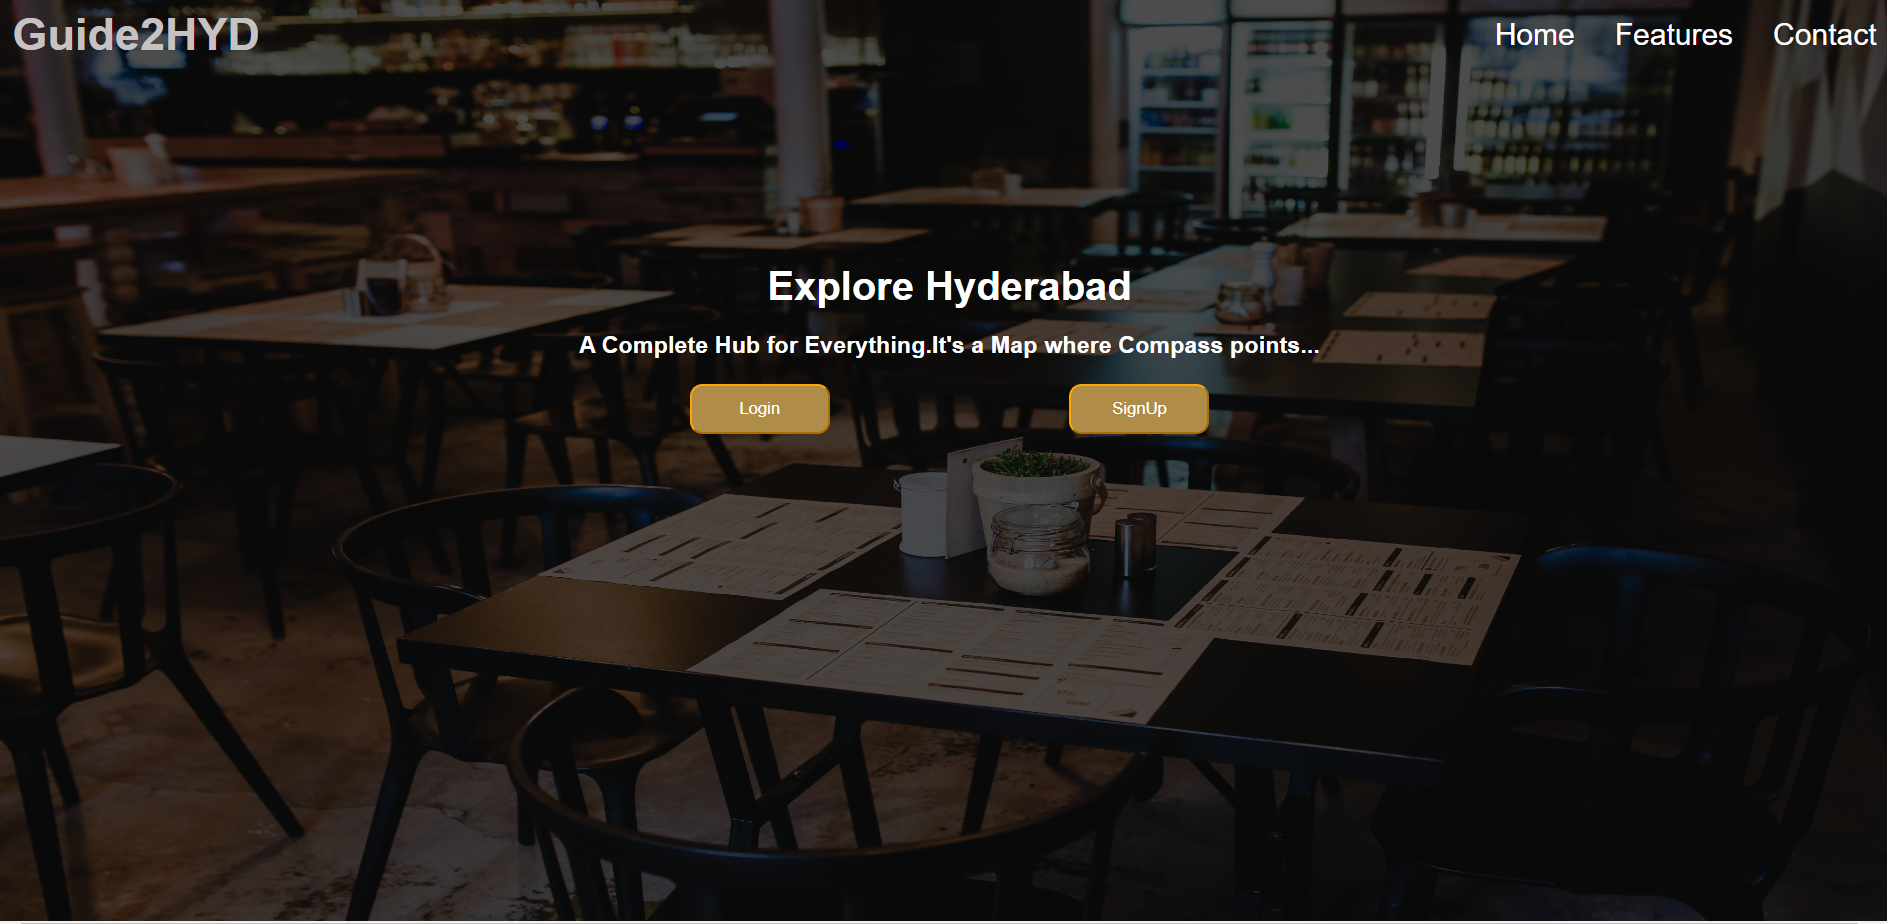 Guide2HYD
Home Features Contact
Explore Hyderabad
A Complete Hub for Everything.It's a Map where Compass points...
Login SignUp